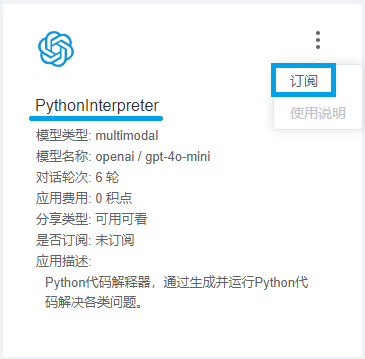 订阅
PythonInterpreter
使用说明
模型类型: multimodal
模型名称: openai / gpt-4o-mini
对话轮次: 6 轮
应用费用: 0 积点
分享类型: 可用可看
是否订阅: 未订阅
应用描述:
Python代码解释器，通过生成并运行Python代
码解决各类问题。